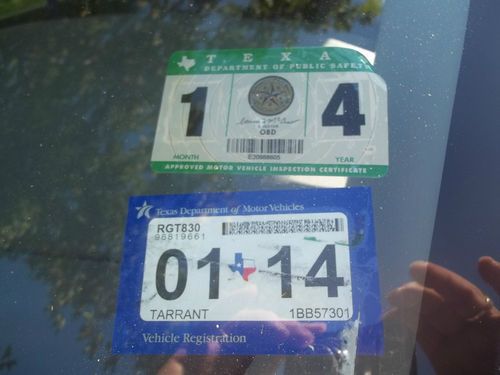 TEXAS
DEPARTMENT OF PUBLIC SAFETY
1 4
OBD
MONTH YEAR
APPROVED MOTOR VEHICLE INSPECTION CERTIFICATE
Texas Department of Motor Vehicles
RGT830
96819661
01 14
TARRANT 1BB57301
Vehicle Registration